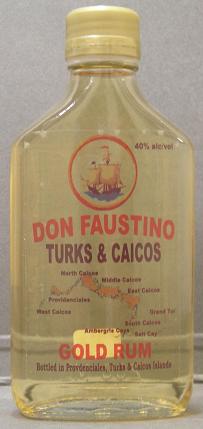 40% alc/vol
DON FAUSTINO
TURKS & CAICOS
North Caicos
Middle Caicos
East Caicos
Providenciales
West Caicos
Grand Tur
South Caicos
Ambergris Cays
Salt Cay
GOLD RUM
Bottled in Providenciales, Turks & Caicos Islands